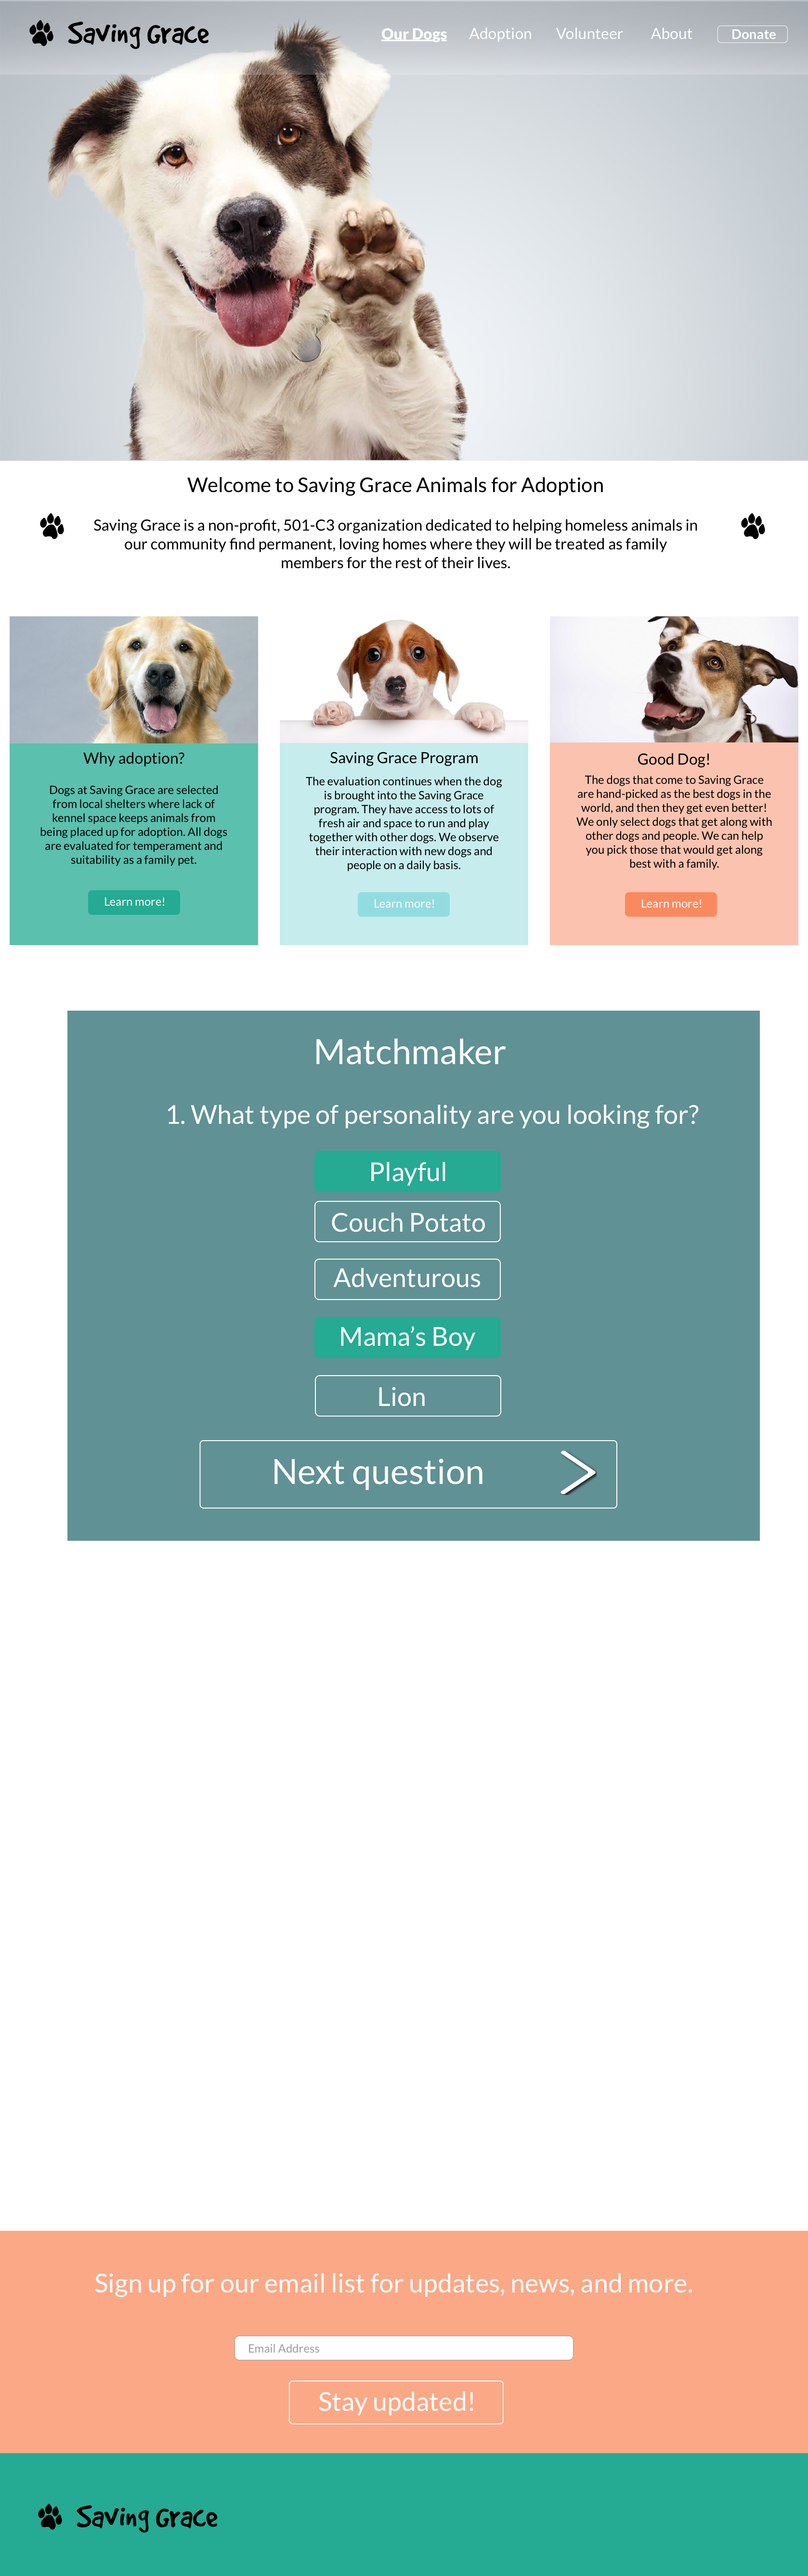 Saving Grace
Our Dogs Adoption Volunteer About Donate
Welcome to Saving Grace Animals for Adoption
Saving Grace is a non-profit, 501-C3 organization dedicated to helping homeless animals in
our community find permanent, loving homes where they will be treated as family
members for the rest of their lives.
Why adoption?
Dogs at Saving Grace are selected
from local shelters where lack of
kennel space keeps animals from
being placed up for adoption. All dogs
are evaluated for temperament and
suitability as a family pet.
Learn more!
Saving Grace Program
The evaluation continues when the dog
is brought into the Saving Grace
program. They have access to lots of
fresh air and space to run and play
together with other dogs. We observe
their interaction with new dogs and
people on a daily basis.
Learn more!
Good Dog!
The dogs that come to Saving Grace
are hand-picked as the best dogs in the
world, and then they get even better!
We only select dogs that get along with
other dogs and people. We can help
you pick those that would get along
best with a family.
Learn more!
Matchmaker
1. What type of personality are you looking for?
Playful
Couch Potato
Adventurous
Mama’s Boy
Lion
Next question
Sign up for our email list for updates, news, and more.
Email Address
Stay updated!
Saving Grace